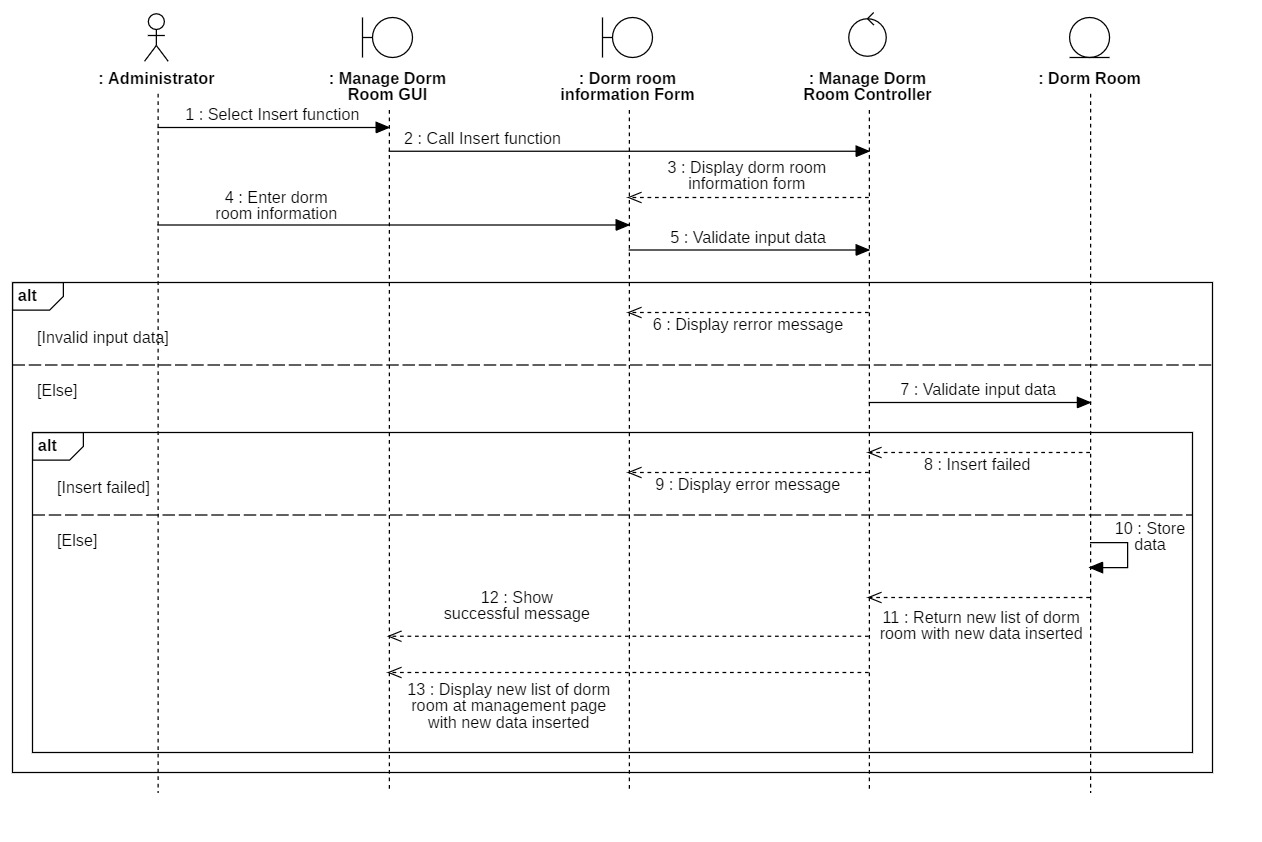 : Administrator
: Manage Dorm
Room GUI
: Dorm room
information Form
: Manage Dorm
Room Controller
: Dorm Room
1 : Select Insert function
2 : Call Insert function
3 : Display dorm room
information form
4 : Enter dorm
room information
5 : Validate input data
alt
6 : Display rerror message
[Invalid input data]
[Else]
7 : Validate input data
alt
8 : Insert failed
9 : Display error message
[Insert failed]
10 : Store
data
[Else]
12 : Show
successful message
11 : Return new list of dorm
room with new data inserted
13 : Display new list of dorm
room at management page
with new data inserted